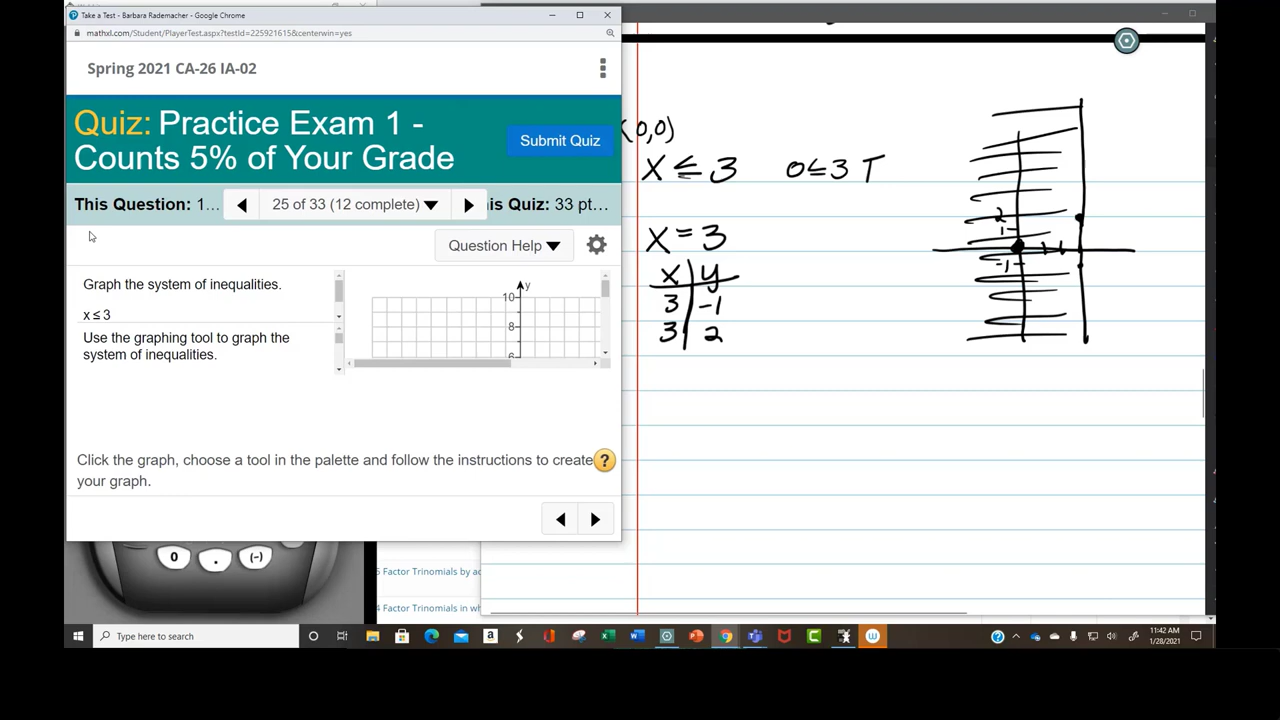 Take a Test - Barbara Rademacher - Google Chrome
mathxl.com/Student/PlayerTest.aspx?testId=225921615&centerwin=yes
Spring 2021 CA-26 IA-02
Quiz: Practice Exam 1 -
Counts 5% of Your Grade
Submit Quiz
This Question: 1...
25 of 33 (12 complete)
is Quiz: 33 pt...
Question Help
Graph the system of inequalities.
x ≤ 3
Use the graphing tool to graph the
system of inequalities.
y
10
8
6
Click the graph, choose a tool in the palette and follow the instructions to create
your graph.
?
0 . (-)
5 Factor Trinomials by ac
4 Factor Trinomials in wh
(0,0)
X ≤ 3 0 ≤ 3 T
X = 3
X y
3 -1
3 2
2
1
-1
Type here to search
11:42 AM
1/28/2021